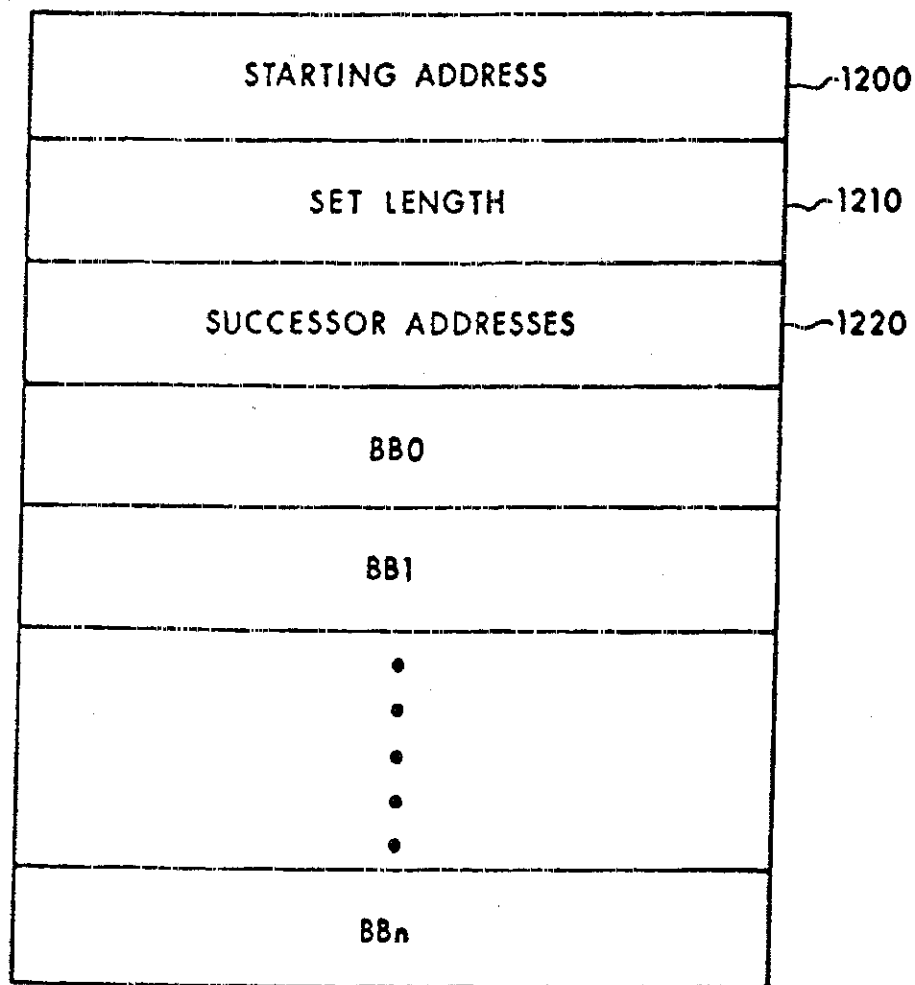 STARTING ADDRESS 1200
SET LENGTH 1210
SUCCESSOR ADDRESSES 1220
BB0
BB1
BBn